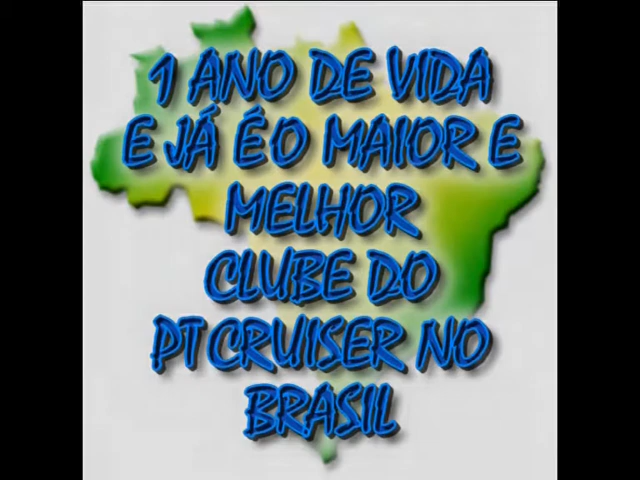 1 ANO DE VIDA
E JÁ É O MAIOR E
MELHOR
CLUBE DO
PT CRUISER NO
BRASIL